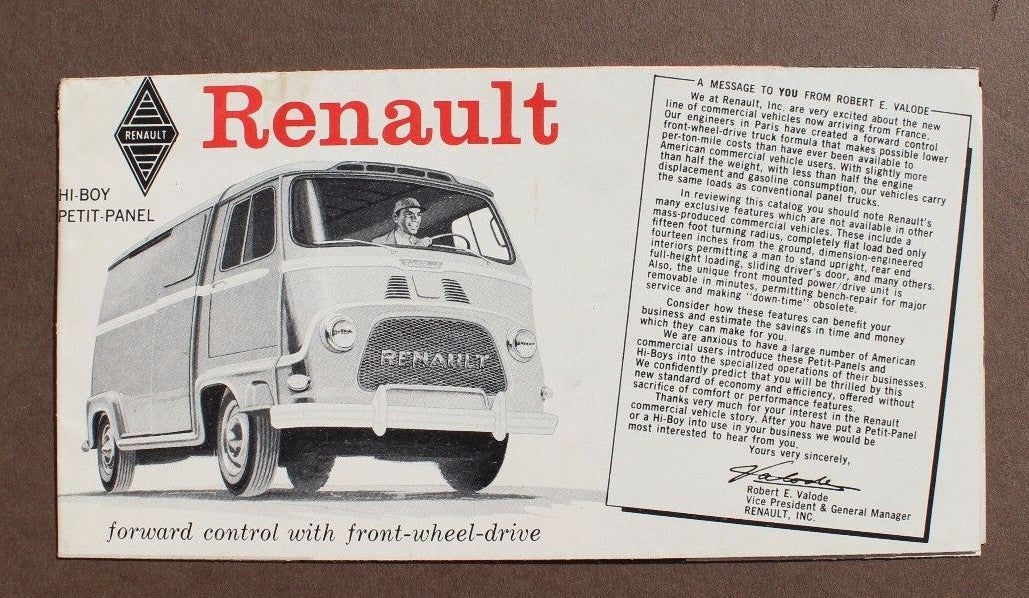 RENAULT
Renault
HI-BOY
PETIT-PANEL
RENAULT
forward control with front-wheel-drive
A MESSAGE TO YOU FROM ROBERT E. VALODE
We at Renault, Inc. are very excited about the new
line of commercial vehicles now arriving from France.
Our engineers in Paris have created a forward control
front-wheel-drive truck formula that makes possible lower
per-ton-mile costs than have ever been available to
American commercial vehicle users. With slightly more
than half the weight, with less than half the engine
displacement and gasoline consumption, our vehicles carry
the same loads as conventional panel trucks.
In reviewing this catalog you should note Renault's
many exclusive features which are not available in other
mass-produced commercial vehicles. These include a
fifteen foot turning radius, completely flat load bed only
fourteen inches from the ground, dimension-engineered
interiors permitting a man to stand upright, rear end
full-height loading, sliding driver's door, and many others.
Also, the unique front mounted power/drive unit is
removable in minutes, permitting bench-repair for major
service and making "down-time" obsolete.
Consider how these features can benefit your
business and estimate the savings in time and money
which they can make for you.
We are anxious to have a large number of American
commercial users introduce these Petit-Panels and
Hi-Boys into the specialized operations of their businesses.
We confidently predict that you will be thrilled by this
new standard of economy and efficiency, offered without
sacrifice of comfort or performance features.
Thanks very much for your interest in the Renault
commercial vehicle story. After you have put a Petit-Panel
or a Hi-Boy into use in your business we would be
most interested to hear from you.
Yours very sincerely,
Valode
Robert E. Valode
Vice President & General Manager
RENAULT, INC.